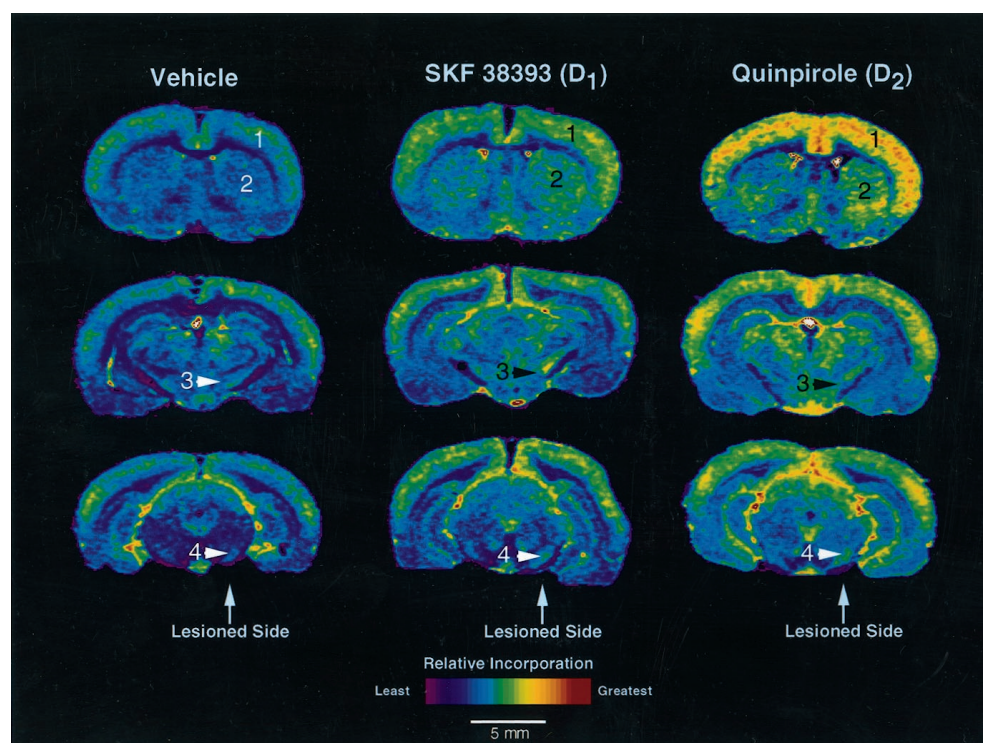 Vehicle
SKF 38393 (D1)
Quinpirole (D2)
1
2
1
2
1
2
3
3
3
4
4
4
Lesioned Side
Lesioned Side
Lesioned Side
Relative Incorporation
Least
Greatest
5 mm